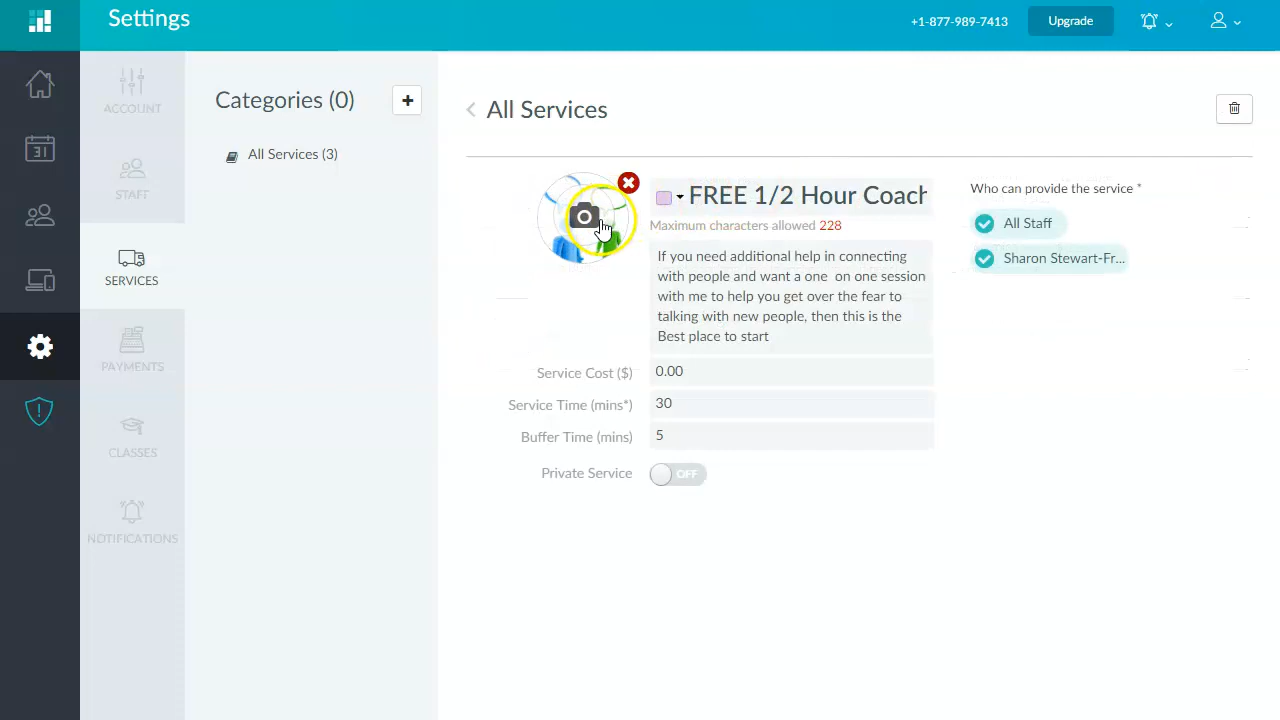 Settings
+1-877-989-7413
Upgrade
31
ACCOUNT
STAFF
SERVICES
PAYMENTS
CLASSES
NOTIFICATIONS
Categories (0)
+
All Services (3)
All Services
FREE 1/2 Hour Coach
Maximum characters allowed 228
If you need additional help in connecting
with people and want a one on one session
with me to help you get over the fear to
talking with new people, then this is the
Best place to start
Service Cost ($)
0.00
Service Time (mins*)
30
Buffer Time (mins)
5
Private Service
OFF
Who can provide the service *
All Staff
Sharon Stewart-Fr...